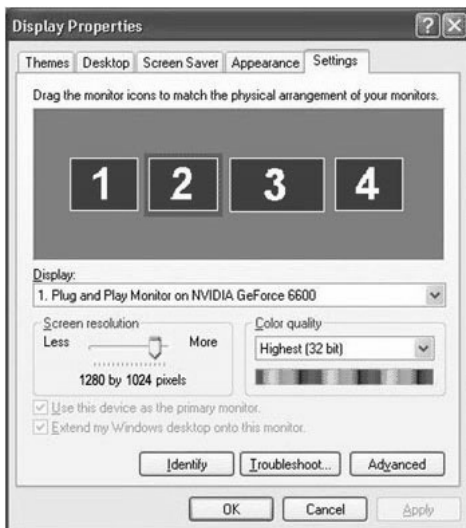 Display Properties
Themes Desktop Screen Saver Appearance Settings
Drag the monitor icons to match the physical arrangement of your monitors.
1 2 3 4
Display:
1. Plug and Play Monitor on NVIDIA GeForce 6600
Screen resolution Color quality
Less More Highest (32 bit)
1280 by 1024 pixels
Use this device as the primary monitor.
Extend my Windows desktop onto this monitor.
Identify Troubleshoot... Advanced
OK Cancel Apply